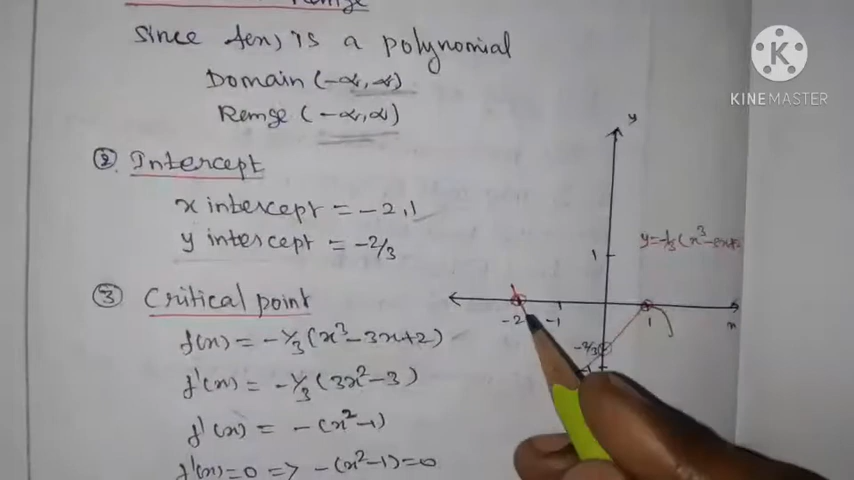 Range
Since f(x) is a polynomial
Domain (-∝, ∝)
Range (-∝, ∝)
② Intercept
x intercept = -2, 1
y intercept = -2/3
③ Critical point
f(x) = -1/3 (x³ - 3x + 2)
f'(x) = -1/3 (3x² - 3)
f'(x) = -(x² - 1)
f'(x) = 0 => -(x² - 1) = 0
KINEMASTER
y
1
-2
-1
1
x
-2/3